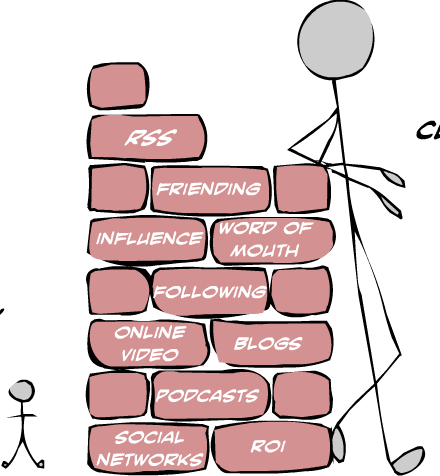 RSS
FRIENDING
INFLUENCE
WORD OF
MOUTH
FOLLOWING
ONLINE
VIDEO
BLOGS
PODCASTS
SOCIAL
NETWORKS
ROI